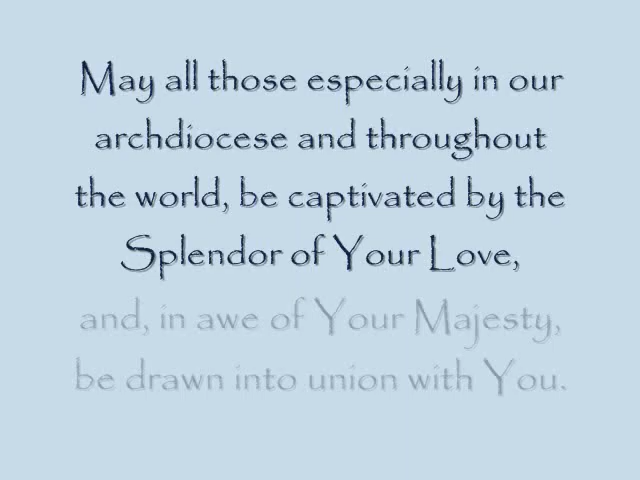 May all those especially in our
archdiocese and throughout
the world, be captivated by the
Splendor of Your Love,
and, in awe of Your Majesty,
be drawn into union with You.